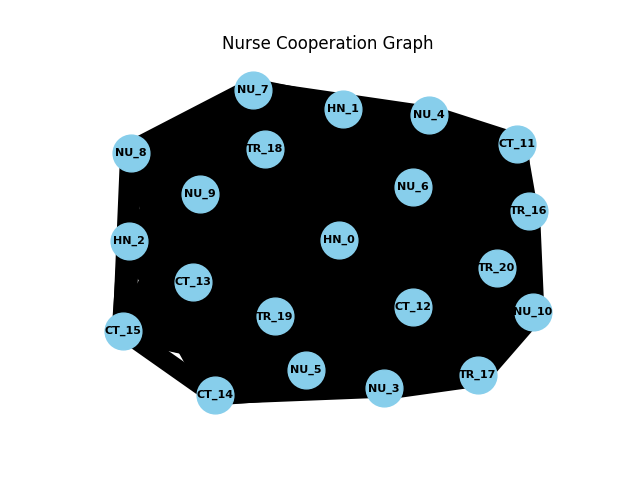 Nurse Cooperation Graph
NU_7
HN_1
NU_4
CT_11
TR_18
NU_8
NU_6
NU_9
TR_16
HN_0
HN_2
TR_20
CT_13
CT_12
NU_10
TR_19
CT_15
NU_5
TR_17
NU_3
CT_14